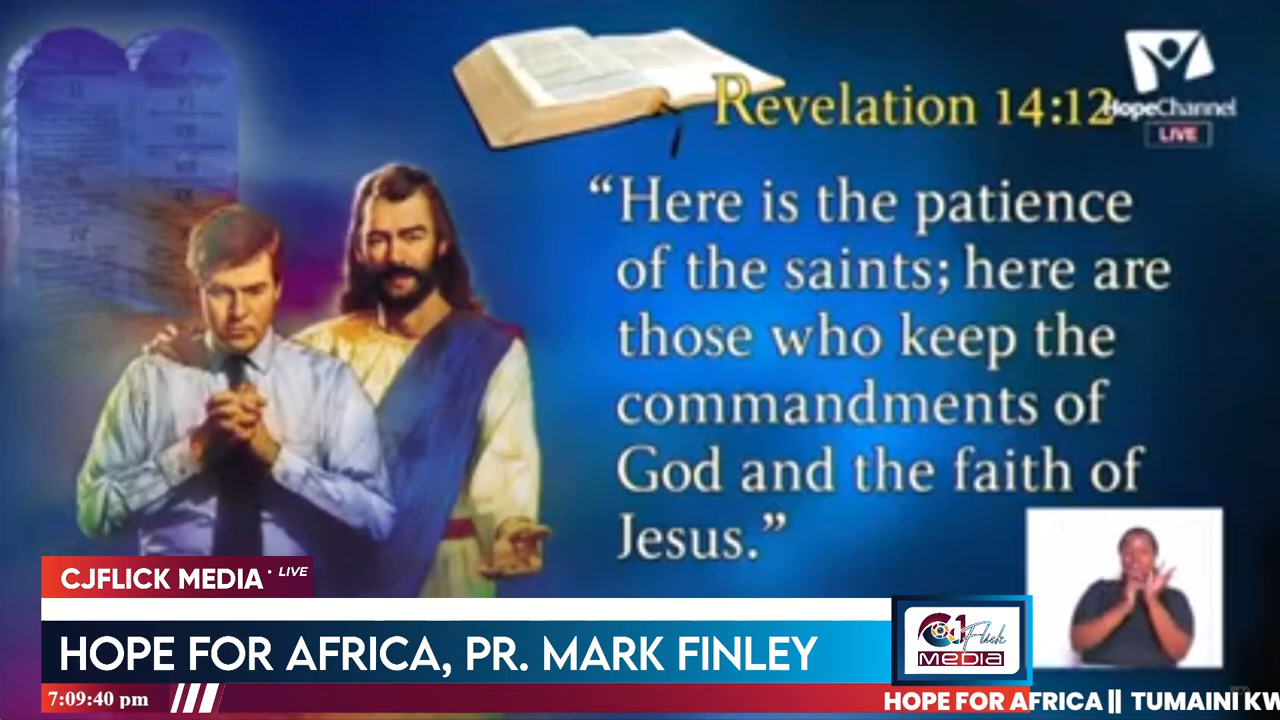 Revelation 14:12
HopeChannel
LIVE
“Here is the patience
of the saints; here are
those who keep the
commandments of
God and the faith of
Jesus.”
CJFLICK MEDIA • LIVE
HOPE FOR AFRICA, PR. MARK FINLEY
Flick
MEDIA
7:09:40 pm
HOPE FOR AFRICA || TUMAINI KW